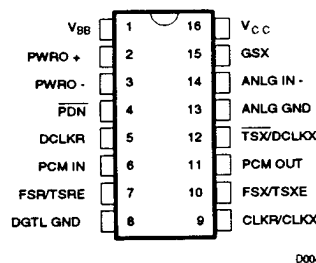 VBB 1 16 VCC
PWRO + 2 15 GSX
PWRO - 3 14 ANLG IN -
PDN 4 13 ANLG GND
DCLKR 5 12 TSX/DCLKX
PCM IN 6 11 PCM OUT
FSR/TSRE 7 10 FSX/TSXE
DGTL GND 8 9 CLKR/CLKX